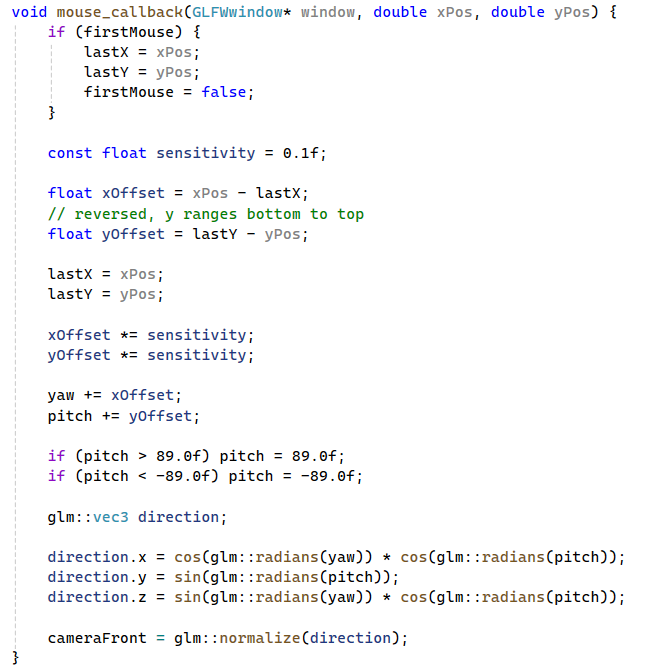 void mouse_callback(GLFWwindow* window, double xPos, double yPos) {
    if (firstMouse) {
        lastX = xPos;
        lastY = yPos;
        firstMouse = false;
    }

    const float sensitivity = 0.1f;

    float xOffset = xPos - lastX;
    // reversed, y ranges bottom to top
    float yOffset = lastY - yPos;

    lastX = xPos;
    lastY = yPos;

    xOffset *= sensitivity;
    yOffset *= sensitivity;

    yaw += xOffset;
    pitch += yOffset;

    if (pitch > 89.0f) pitch = 89.0f;
    if (pitch < -89.0f) pitch = -89.0f;

    glm::vec3 direction;

    direction.x = cos(glm::radians(yaw)) * cos(glm::radians(pitch));
    direction.y = sin(glm::radians(pitch));
    direction.z = sin(glm::radians(yaw)) * cos(glm::radians(pitch));

    cameraFront = glm::normalize(direction);
}